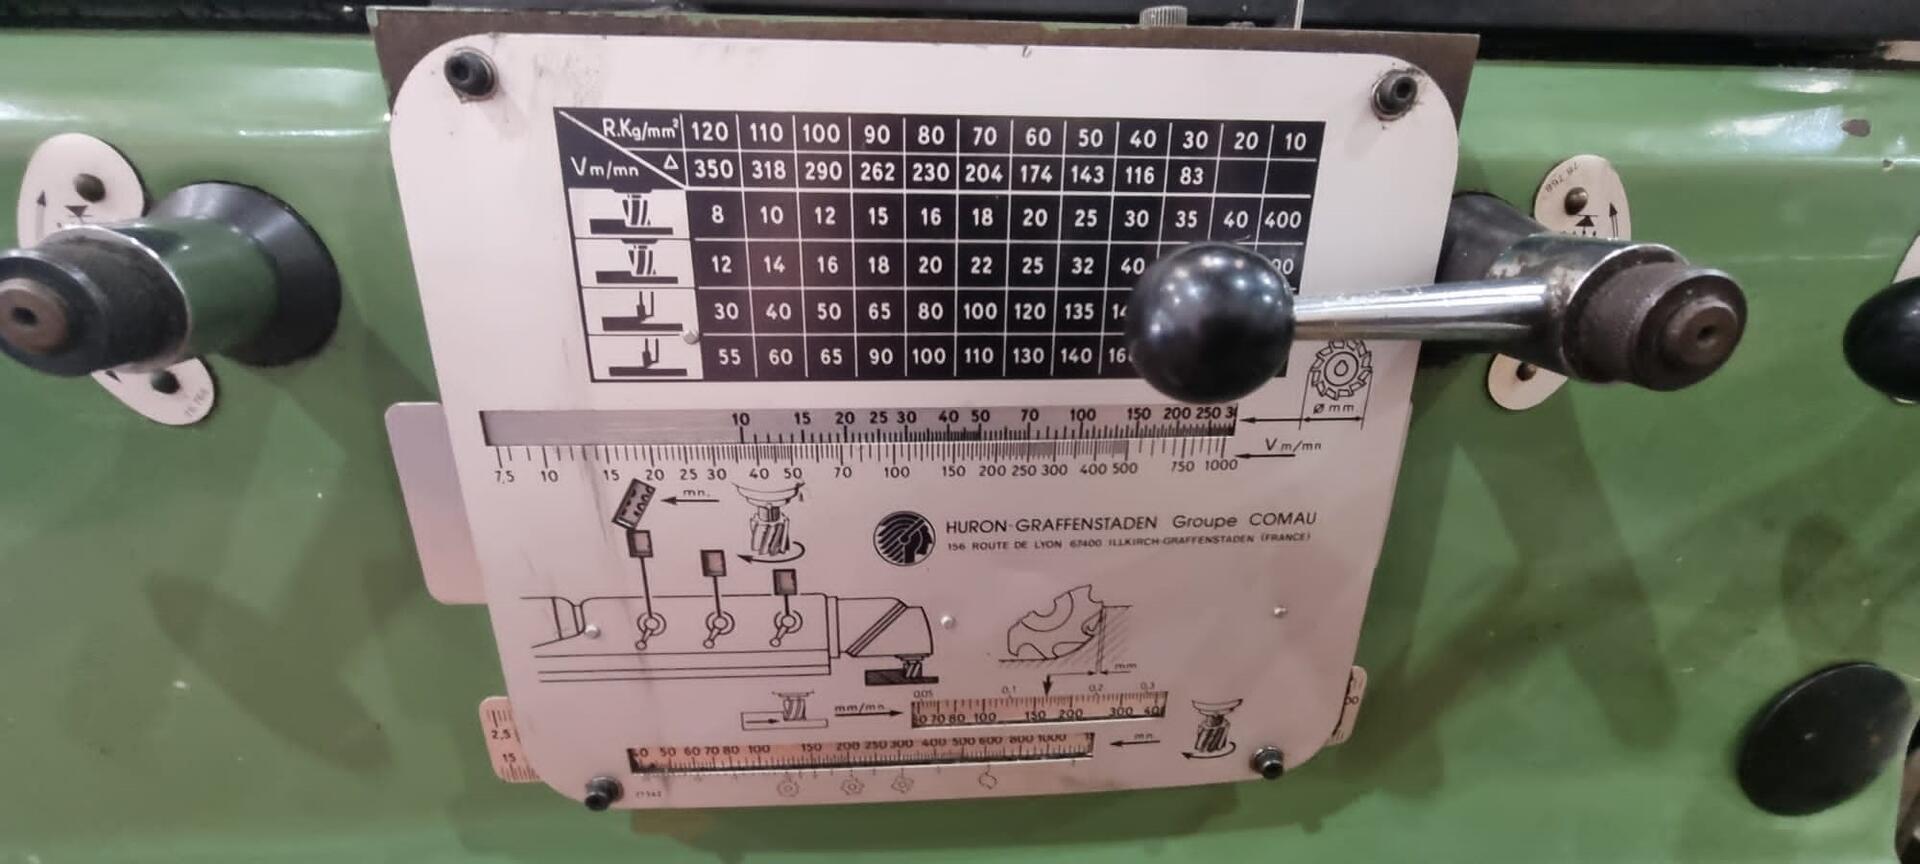 R.Kg/mm² 120 110 100 90 80 70 60 50 40 30 20 10
Vm/mn Δ 350 318 290 262 230 204 174 143 116 83
8 10 12 15 16 18 20 25 30 35 40 400
12 14 16 18 20 22 25 32 40
30 40 50 65 80 100 120 135
55 60 65 90 100 110 130 140
10 15 20 25 30 40 50 70 100 150 200 250
Ø mm.
Vm/mn
7,5 10 15 20 25 30 40 50 70 100 150 200 250 300 400 500 750 1000
mn.
HURON-GRAFFENSTADEN Groupe COMAU
156 ROUTE DE LYON 67400 ILLKIRCH-GRAFFENSTADEN (FRANCE)
mm
0,05 0,1 0,2 0,3
mm/mn
70 80 100 150 200 300
50 60 70 80 100 150 200 250 300 400 500 600 800 1000
mn.
2,5
15